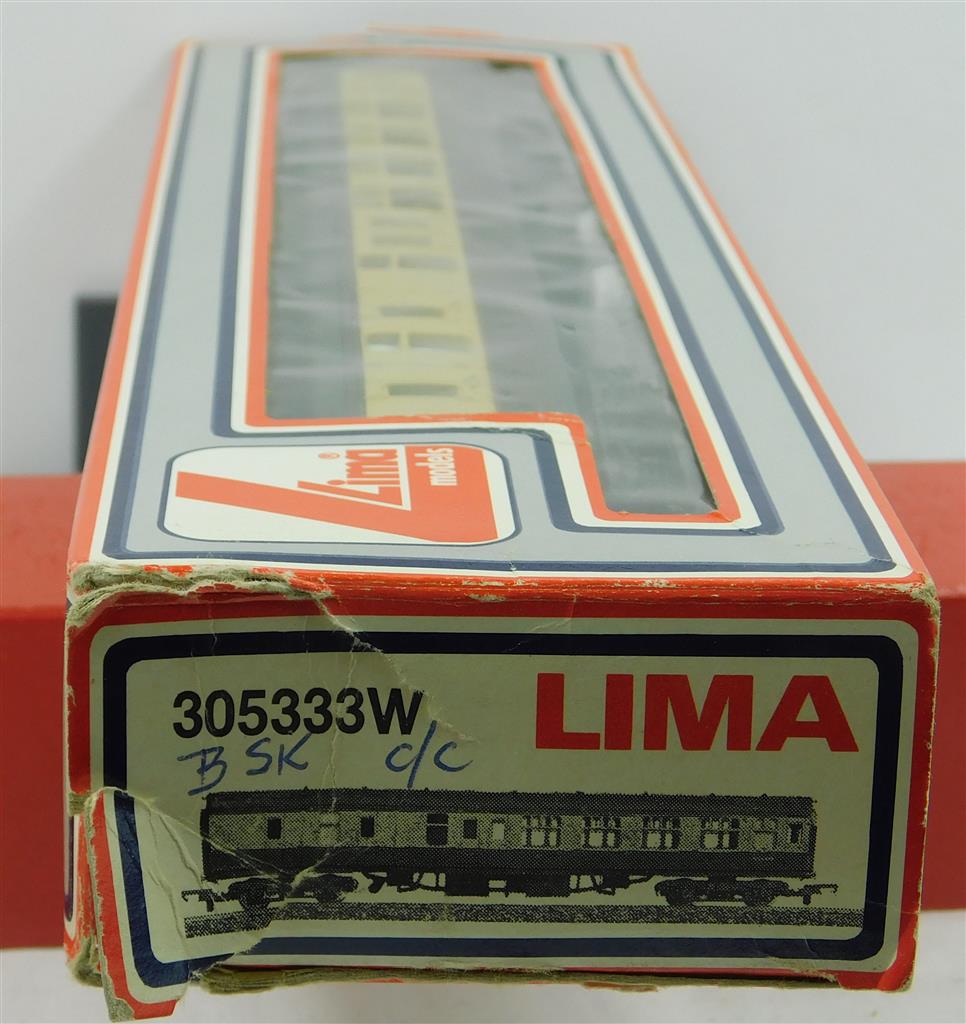 Lima®
models
305333W LIMA
BSK c/c